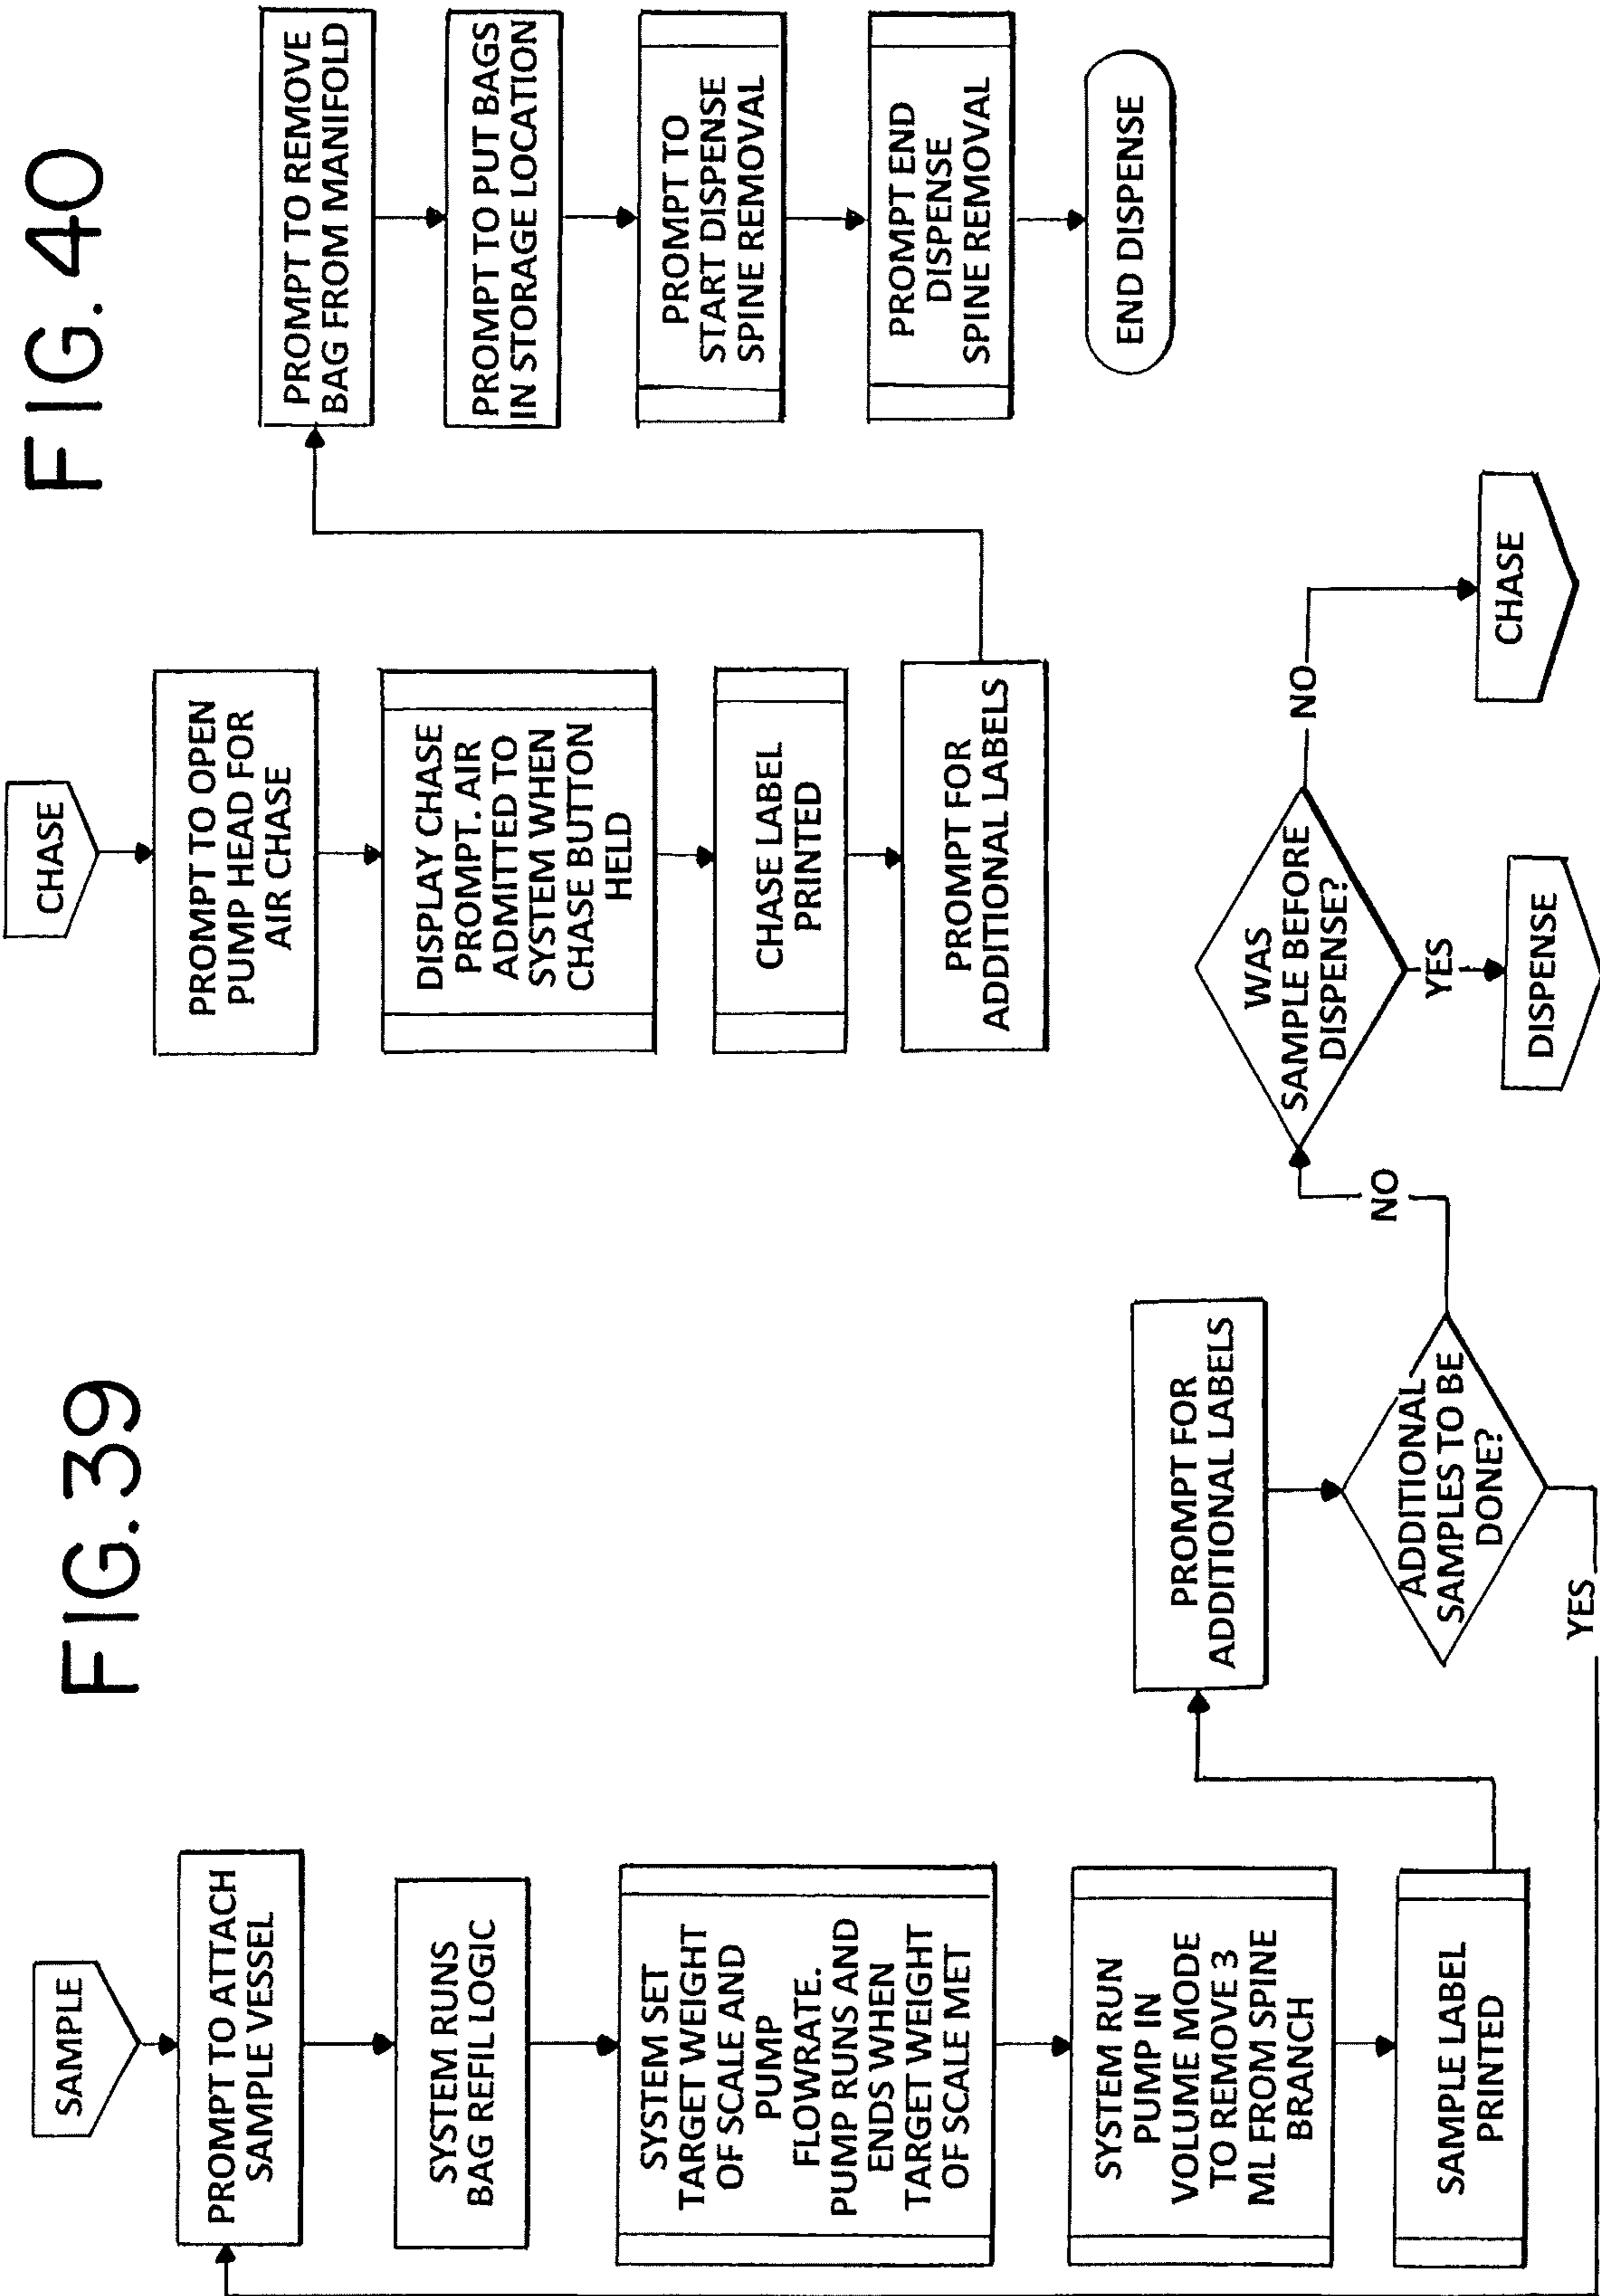 FIG. 39
SAMPLE
PROMPT TO ATTACH
SAMPLE VESSEL
SYSTEM RUNS
BAG REFILL LOGIC
SYSTEM SET
TARGET WEIGHT
OF SCALE AND
PUMP
FLOWRATE.
PUMP RUNS AND
ENDS WHEN
TARGET WEIGHT
OF SCALE MET
SYSTEM RUN
PUMP IN
VOLUME MODE
TO REMOVE 3
ML FROM SPINE
BRANCH
SAMPLE LABEL
PRINTED
PROMPT FOR
ADDITIONAL LABELS
ADDITIONAL
SAMPLES TO BE
DONE?
YES
NO
WAS
SAMPLE BEFORE
DISPENSE?
YES
NO
DISPENSE
CHASE
FIG. 40
CHASE
PROMPT TO OPEN
PUMP HEAD FOR
AIR CHASE
DISPLAY CHASE
PROMPT. AIR
ADMITTED TO
SYSTEM WHEN
CHASE BUTTON
HELD
CHASE LABEL
PRINTED
PROMPT FOR
ADDITIONAL LABELS
PROMPT TO REMOVE
BAG FROM MANIFOLD
PROMPT TO PUT BAGS
IN STORAGE LOCATION
PROMPT TO
START DISPENSE
SPINE REMOVAL
PROMPT END
DISPENSE
SPINE REMOVAL
END DISPENSE